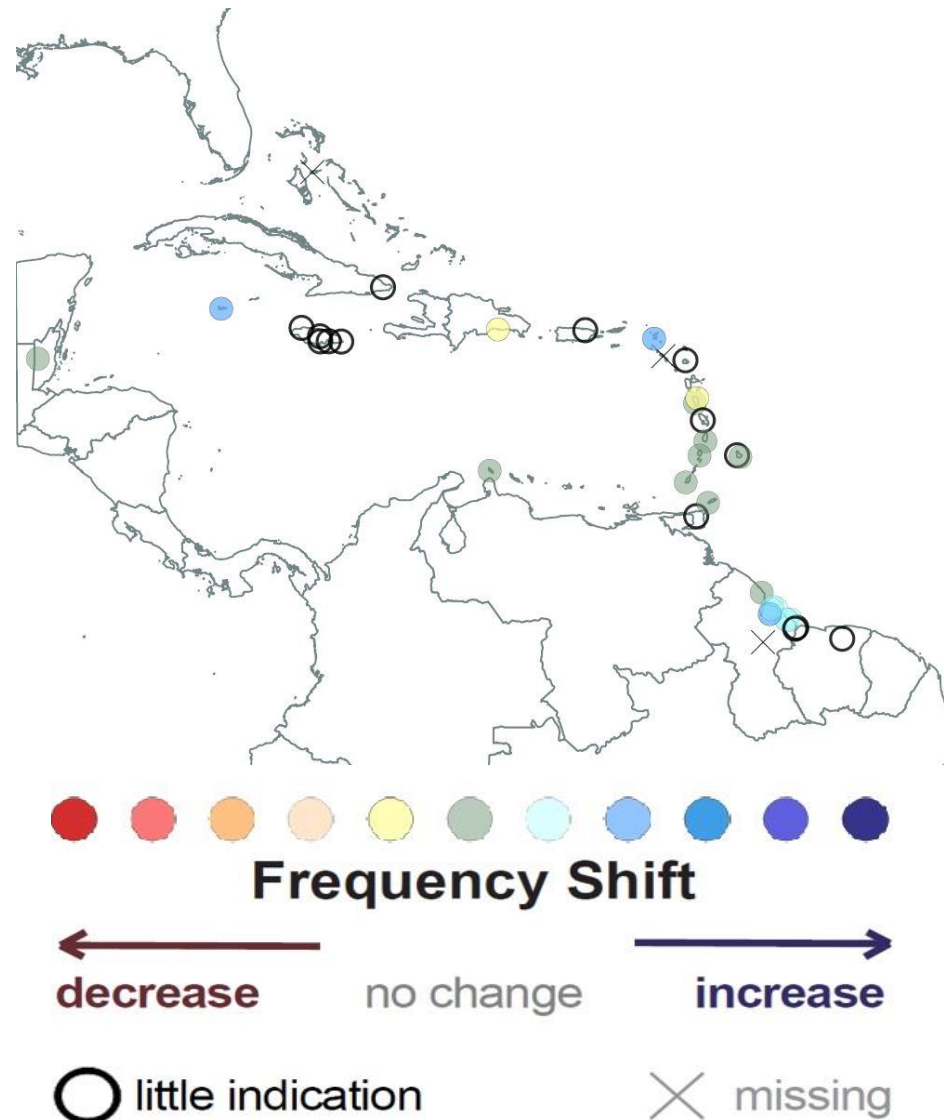 Frequency Shift
decrease no change increase
little indication missing